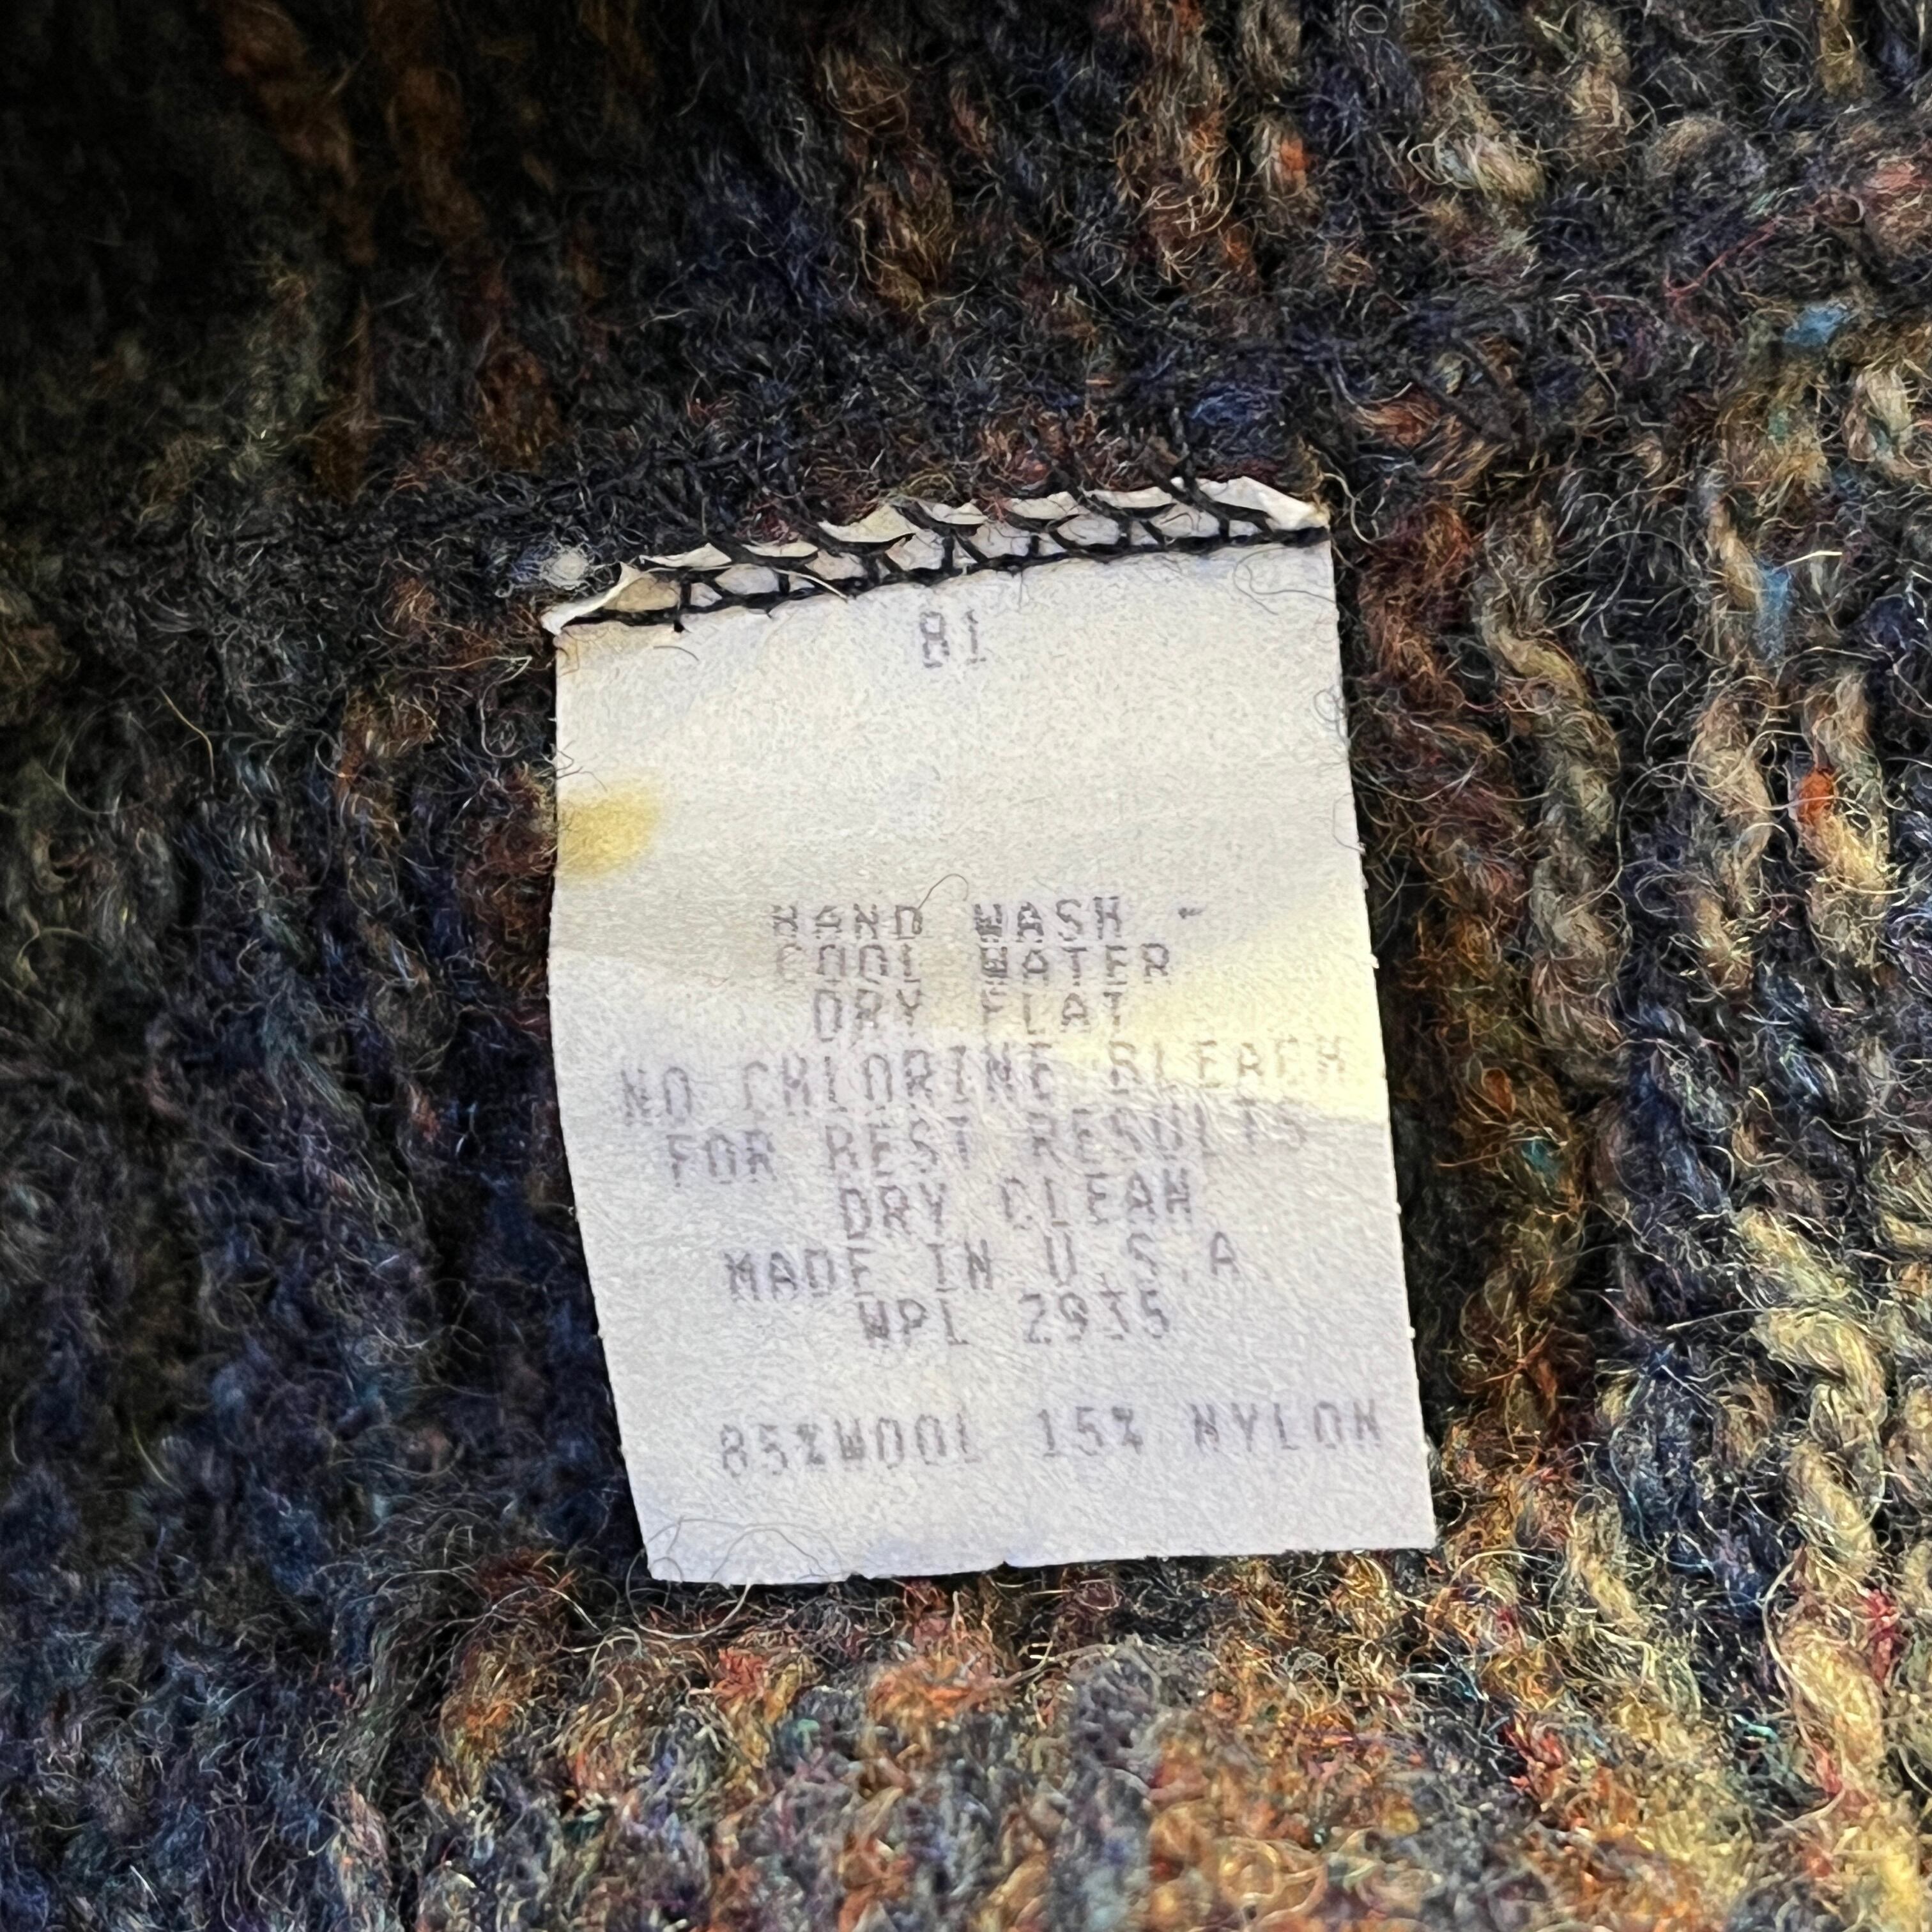 81
HAND WASH -
COOL WATER
DRY FLAT
NO CHLORINE BLEACH
FOR BEST RESULTS
DRY CLEAN
MADE IN U.S.A
WPL 2935
85%WOOL 15% NYLON